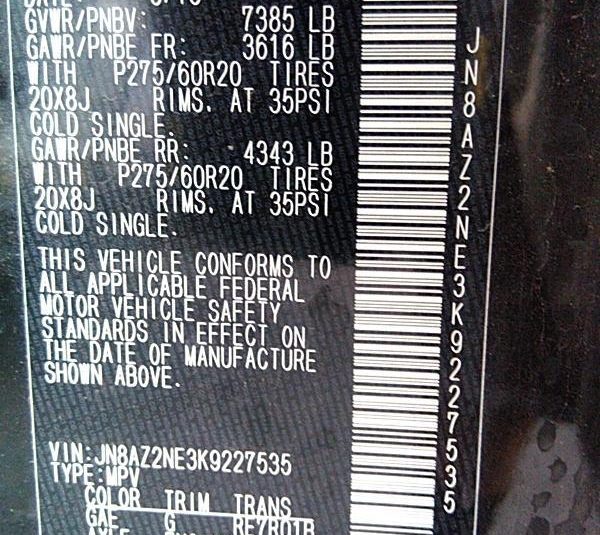 GVWR/PNBV: 7385 LB
GAWR/PNBE FR: 3616 LB
WITH P275/60R20 TIRES
20X8J RIMS. AT 35PSI
COLD SINGLE.
GAWR/PNBE RR: 4343 LB
WITH P275/60R20 TIRES
20X8J RIMS. AT 35PSI
COLD SINGLE.
THIS VEHICLE CONFORMS TO
ALL APPLICABLE FEDERAL
MOTOR VEHICLE SAFETY
STANDARDS IN EFFECT ON
THE DATE OF MANUFACTURE
SHOWN ABOVE.
VIN:JN8AZ2NE3K9227535
TYPE:MPV
COLOR TRIM TRANS
GAE G RE7R01B
JN8AZ2NE3K9227535